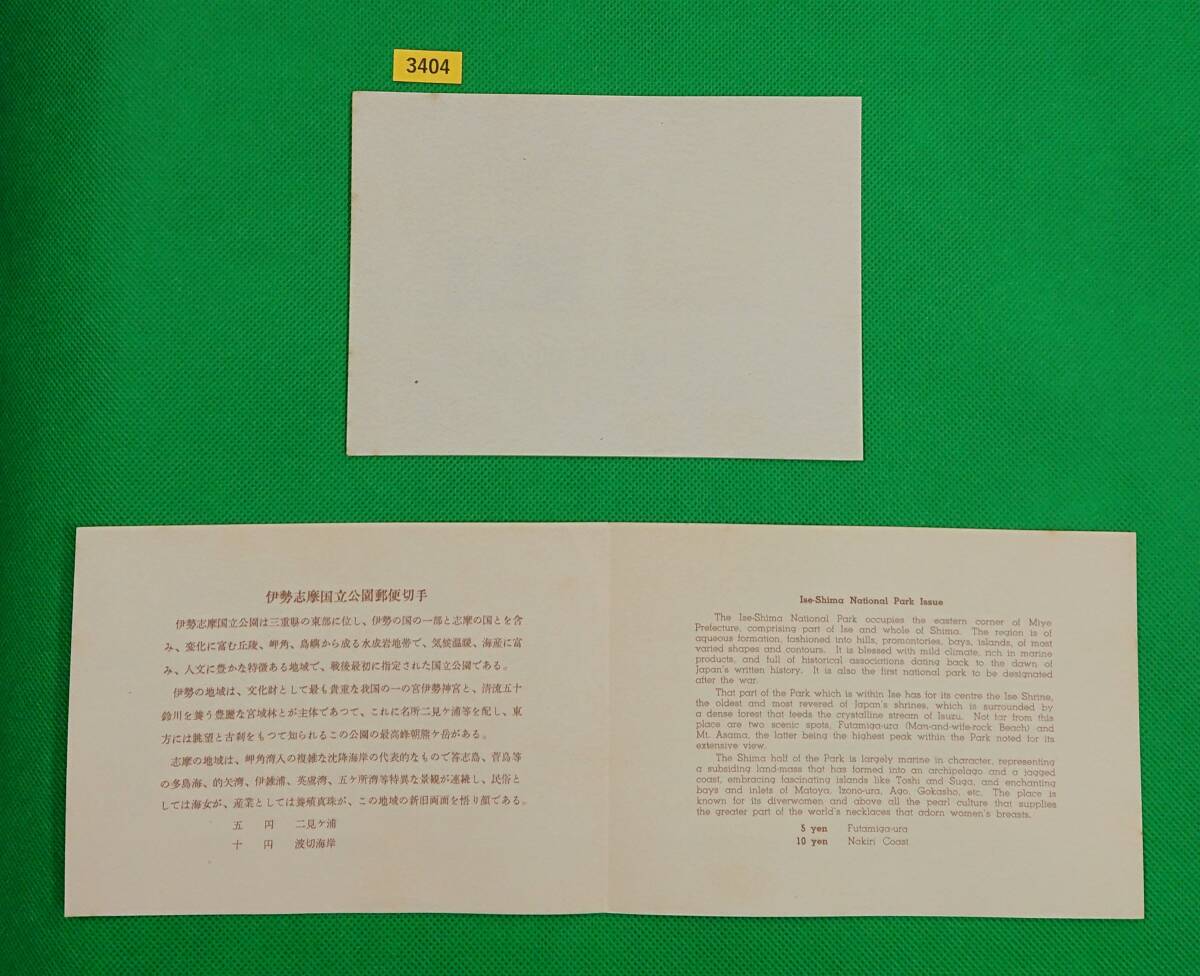 3404
伊勢志摩国立公園郵便切手
伊勢志摩国立公園は三重縣の東部に位し、伊勢の国の一部と志摩の国とを含
み、変化に富む丘陵、岬角、島嶼から成る水成岩地帯で、気候温暖、海産に富
み、人文に豊かな特徴ある地域で、戦後最初に指定された国立公園である。
伊勢の地域は、文化財として最も貴重な我国の一の宮伊勢神宮と、清流五十
鈴川を養う豊麗な宮域林とが主体であつて、これに名所二見ケ浦等を配し、東
方には眺望と古刹をもつて知られるこの公園の最高峰朝熊ケ岳がある。
志摩の地域は、岬角湾入の複雑な沈降海岸の代表的なもので答志島、菅島等
の多島海、的矢湾、伊雑浦、英虞湾、五ケ所湾等特異な景観が連続し、民俗と
しては海女が、産業としては養殖真珠が、この地域の新旧両面を悟り顔である。
五 円 二見ケ浦
十 円 波切海岸
Ise-Shima National Park Issue
The Ise-Shima National Park occupies the eastern corner of Miye
Prefecture, comprising part of Ise and whole of Shima. The region is of
aqueous formation, fashioned into hills, promontories, bays, islands, of most
varied shapes and contours. It is blessed with mild climate, rich in marine
products, and full of historical associations dating back to the dawn of
Japan's written history. It is also the first national park to be designated
after the war.
That part of the Park which is within Ise has for its centre the Ise Shrine,
the oldest and most revered of Japan's shrines, which is surrounded by
a dense forest that feeds the crystalline stream of Isuzu. Not far from this
place are two scenic spots, Futamiga-ura (Man-and-wife-rock Beach) and
Mt. Asama, the latter being the highest peak within the Park noted for its
extensive view.
The Shima half of the Park is largely marine in character, representing
a subsiding land-mass that has formed into an archipelago and a jagged
coast, embracing fascinating islands like Toshi and Suga, and enchanting
bays and inlets of Matoya, Izono-ura, Ago, Gokasho, etc. The place is
known for its diverwomen and above all the pearl culture that supplies
the greater part of the world's necklaces that adorn women's breasts.
5 yen Futamiga-ura
10 yen Nakiri Coast